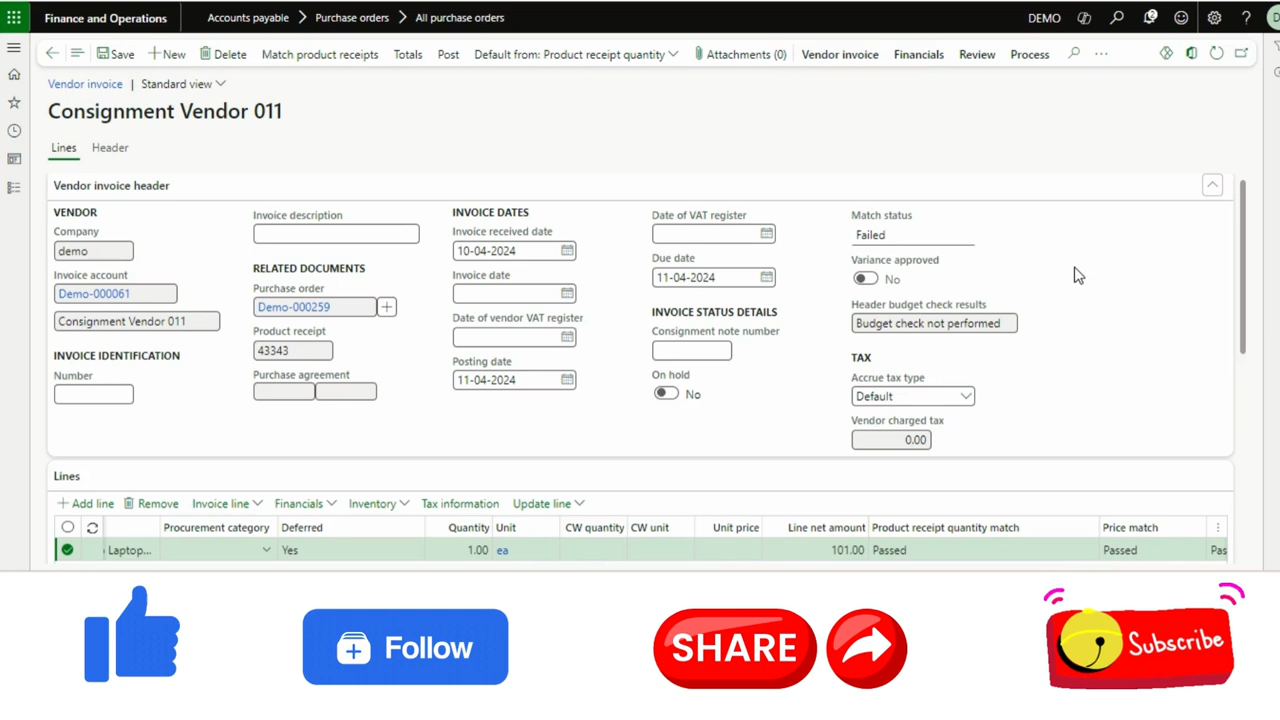 Finance and Operations
Accounts payable > Purchase orders > All purchase orders
DEMO
Save
New
Delete
Match product receipts
Totals
Post
Default from: Product receipt quantity
Attachments (0)
Vendor invoice
Financials
Review
Process
Vendor invoice | Standard view
Consignment Vendor 011
Lines
Header
Vendor invoice header
VENDOR
Company
demo
Invoice account
Demo-000061
Consignment Vendor 011
INVOICE IDENTIFICATION
Number
Invoice description
RELATED DOCUMENTS
Purchase order
Demo-000259
Product receipt
43343
Purchase agreement
INVOICE DATES
Invoice received date
10-04-2024
Invoice date
Date of vendor VAT register
Posting date
11-04-2024
Date of VAT register
Due date
11-04-2024
INVOICE STATUS DETAILS
Consignment note number
On hold
No
Match status
Failed
Variance approved
No
Header budget check results
Budget check not performed
TAX
Accrue tax type
Default
Vendor charged tax
0.00
Lines
Add line
Remove
Invoice line
Financials
Inventory
Tax information
Update line
Procurement category Deferred Quantity Unit CW quantity CW unit Unit price Line net amount Product receipt quantity match Price match
Laptop... Yes 1.00 ea 101.00 Passed Passed Pas
Follow
SHARE
Subscribe